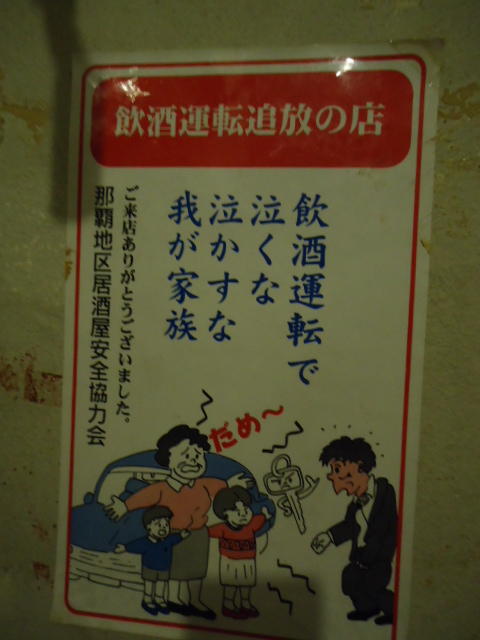 飲酒運転追放の店
飲酒運転で
泣くな
泣かすな
我が家族
ご来店ありがとうございました。
那覇地区居酒屋安全協力会
だめ〜